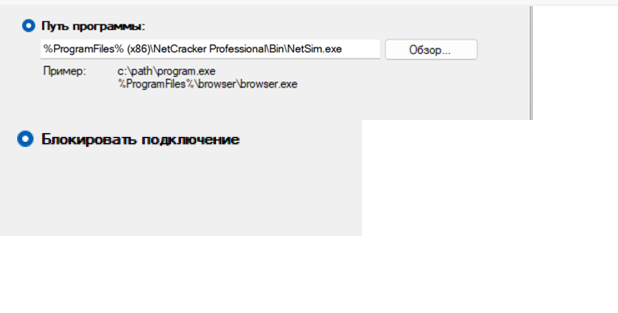 Путь программы:
%ProgramFiles% (x86)\NetCracker Professional\Bin\NetSim.exe Обзор...
Пример: c:\path\program.exe
%ProgramFiles%\browser\browser.exe
Блокировать подключение